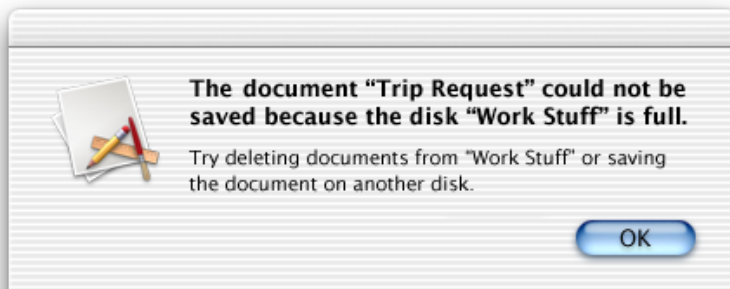 The document “Trip Request” could not be
saved because the disk “Work Stuff” is full.
Try deleting documents from “Work Stuff” or saving
the document on another disk.
OK